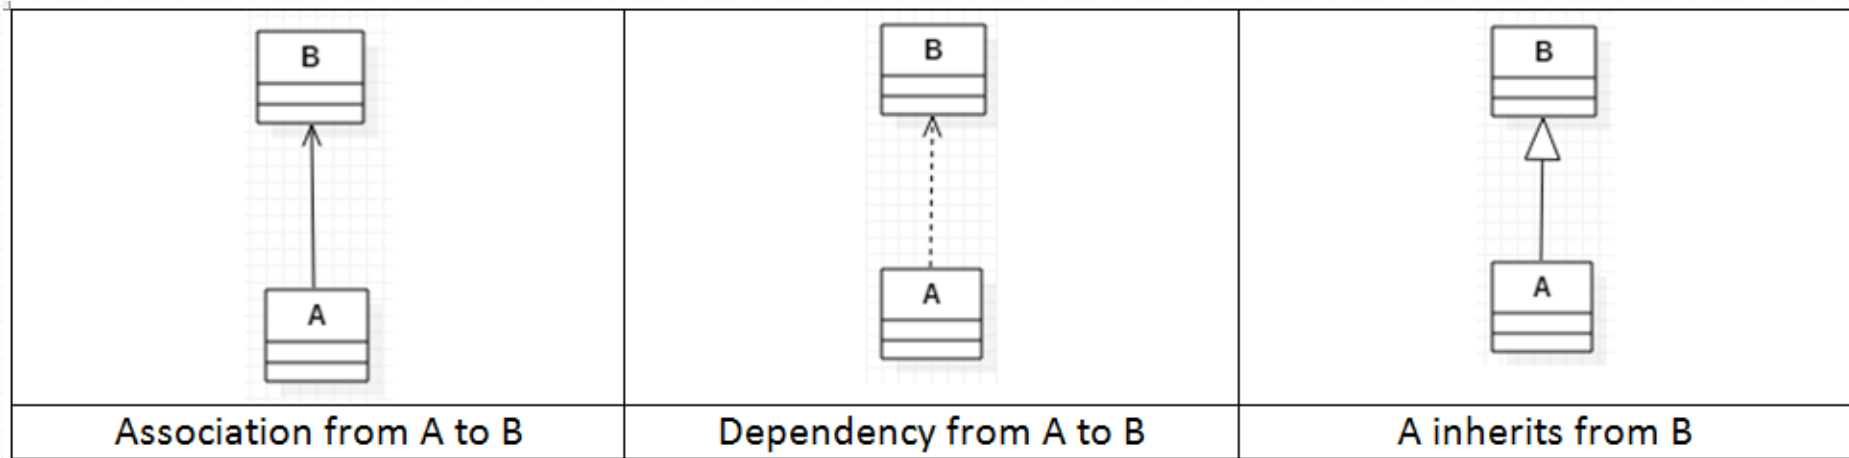 B
A
Association from A to B
B
A
Dependency from A to B
B
A
A inherits from B